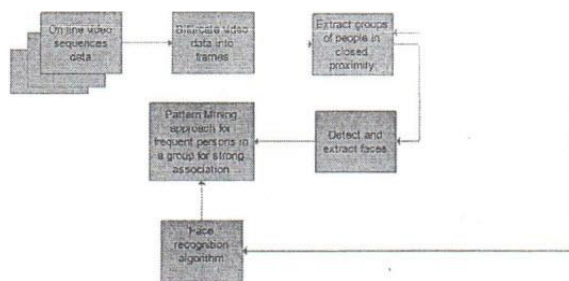 On line video
sequences
data
Bifurcate video
data into
frames
Extract groups
of people in
closed
proximity
Pattern Mining
approach for
frequent persons in
a group for strong
association
Detect and
extract faces
Face
recognition
algorithm